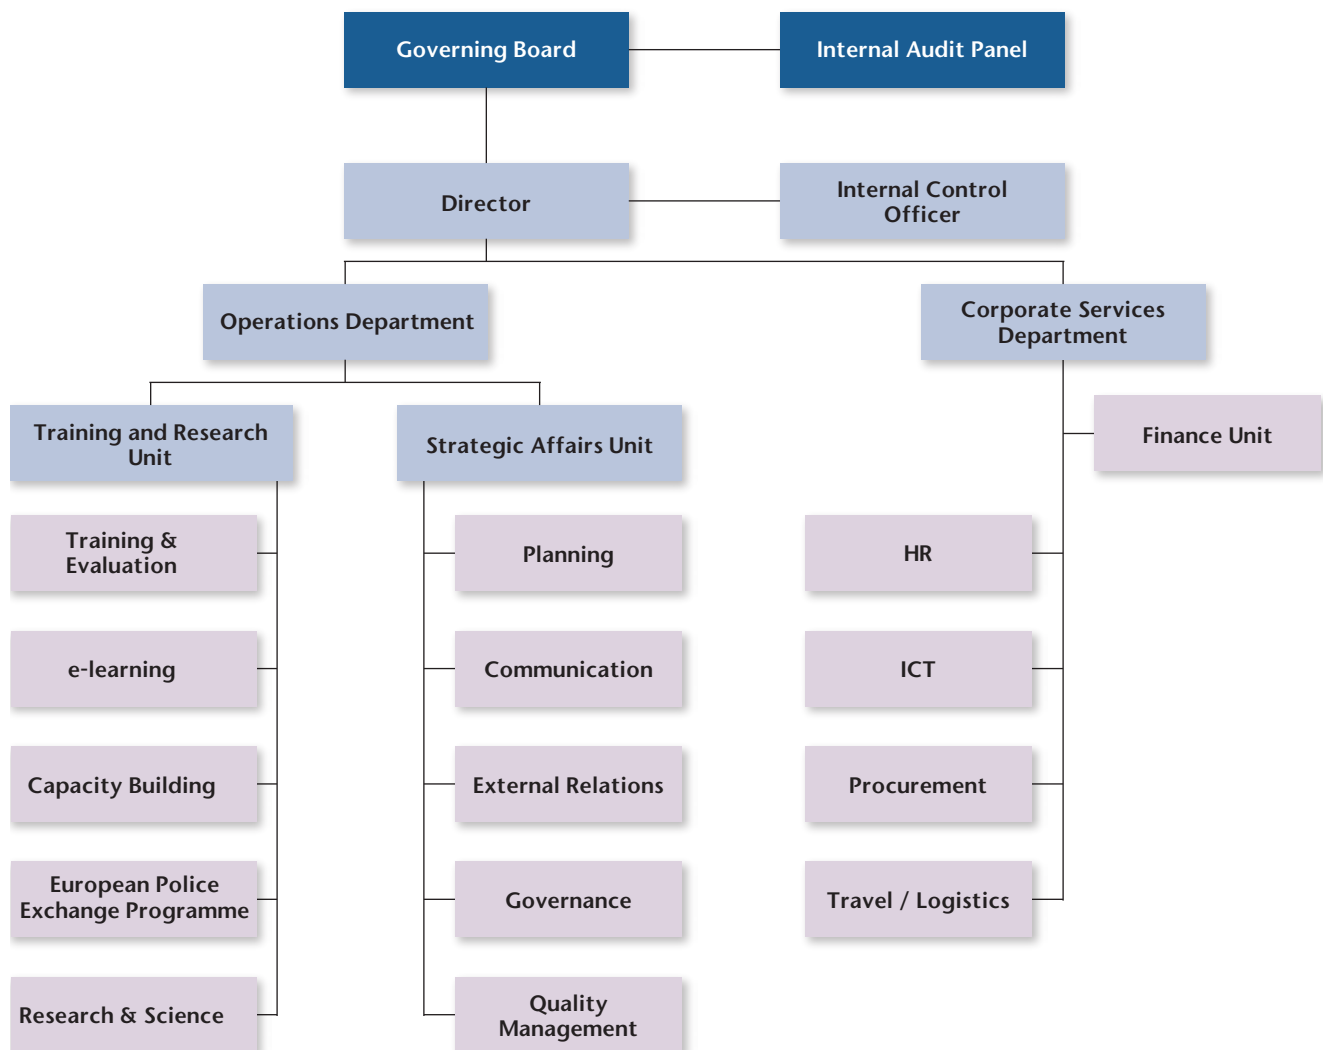 Governing Board
Internal Audit Panel
Director
Internal Control
Officer
Operations Department
Corporate Services
Department
Training and Research
Unit
Strategic Affairs Unit
Finance Unit
Training &
Evaluation
Planning
HR
e-learning
Communication
ICT
Capacity Building
External Relations
Procurement
European Police
Exchange Programme
Governance
Travel / Logistics
Research & Science
Quality
Management